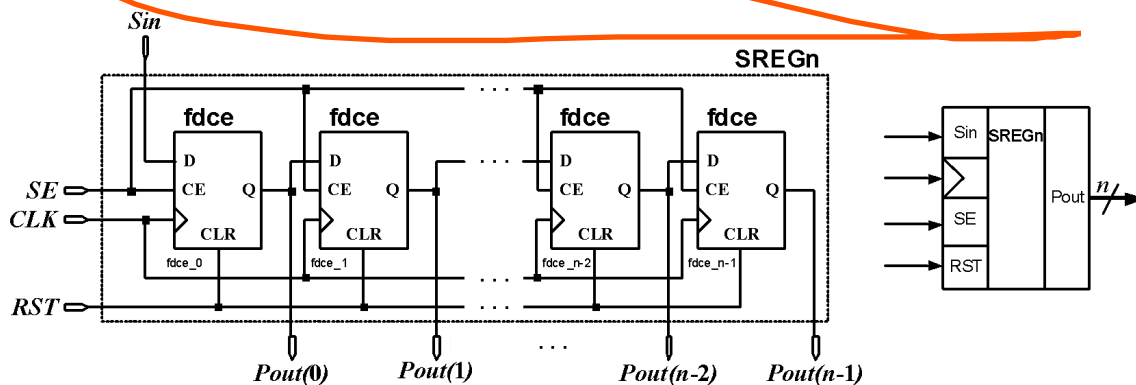 Sin
SREGn
fdce fdce fdce fdce
D D D D
SE CE Q CE Q CE Q CE Q
CLK
CLR CLR CLR CLR
fdce_0 fdce_1 fdce_n-2 fdce_n-1
RST
. . . . . . . . .
Pout(0) Pout(1) . . . Pout(n-2) Pout(n-1)
Sin SREGn
n
Pout
SE
RST